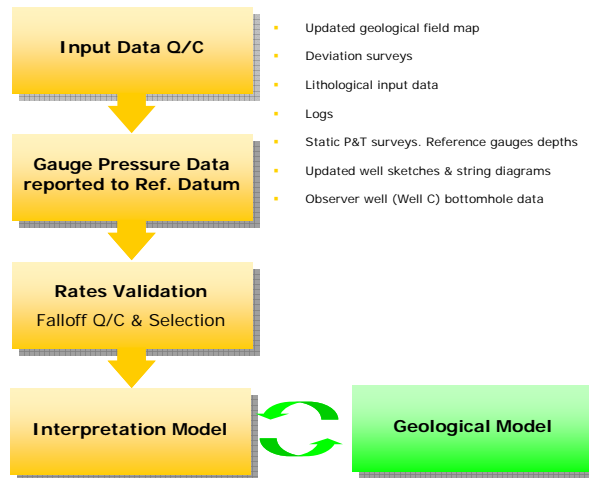 Input Data Q/C
Updated geological field map
Deviation surveys
Lithological input data
Logs
Static P&T surveys. Reference gauges depths
Updated well sketches & string diagrams
Observer well (Well C) bottomhole data
Gauge Pressure Data
reported to Ref. Datum
Rates Validation
Falloff Q/C & Selection
Interpretation Model
Geological Model